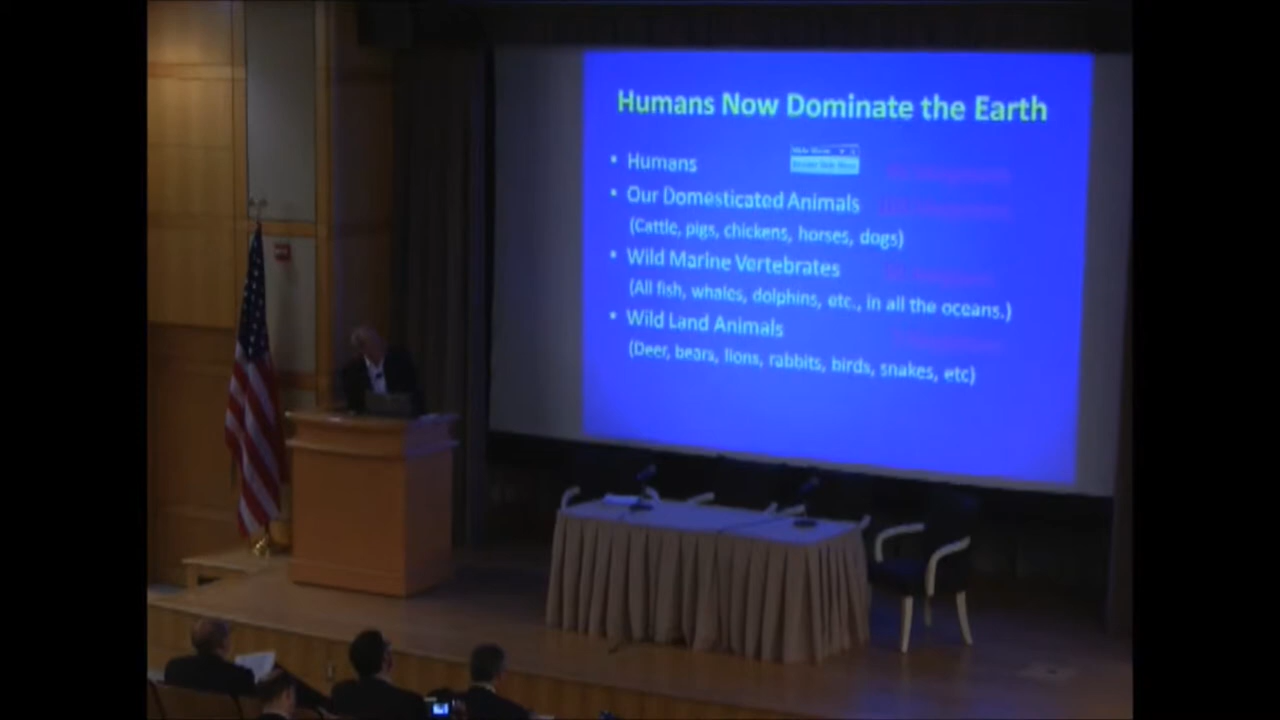 Humans Now Dominate the Earth
▪ Humans
▪ Our Domesticated Animals
(Cattle, pigs, chickens, horses, dogs)
▪ Wild Marine Vertebrates
(All fish, whales, dolphins, etc., in all the oceans.)
▪ Wild Land Animals
(Deer, bears, lions, rabbits, birds, snakes, etc)